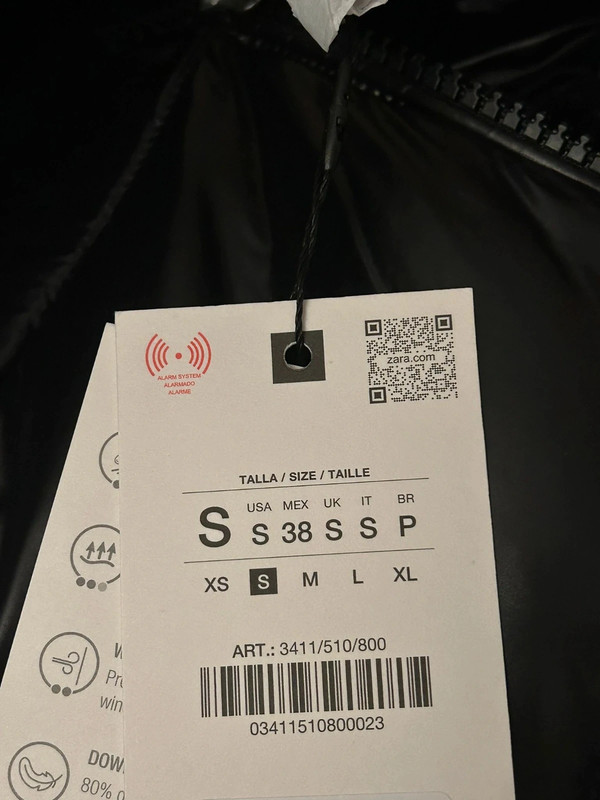 ALARM SYSTEM
ALARMADO
ALARME
zara.com
TALLA / SIZE / TAILLE
USA MEX UK IT BR
S S 38 S S P
XS S M L XL
ART.: 3411/510/800
03411510800023
win
DOW
80%